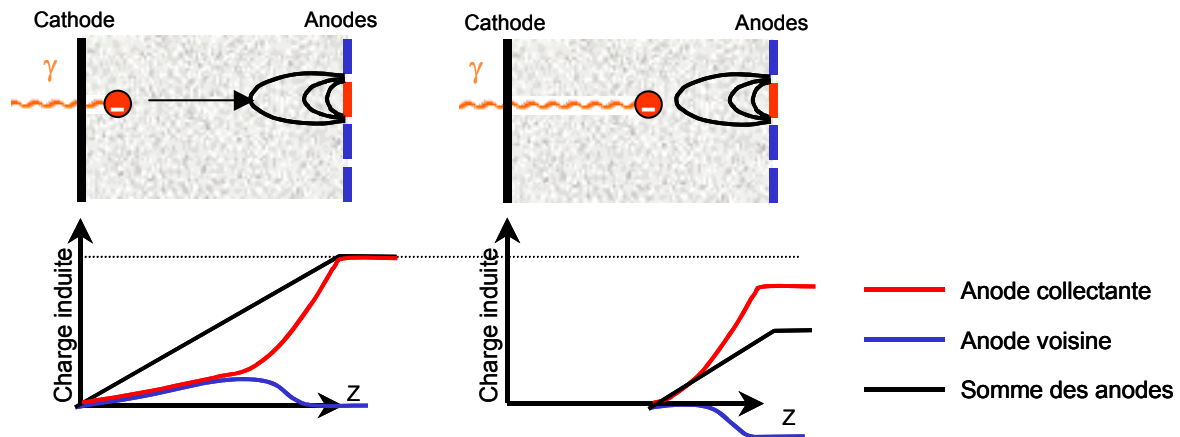 Cathode
Anodes
γ
Charge induite
z
Cathode
Anodes
γ
Charge induite
z
Anode collectante
Anode voisine
Somme des anodes